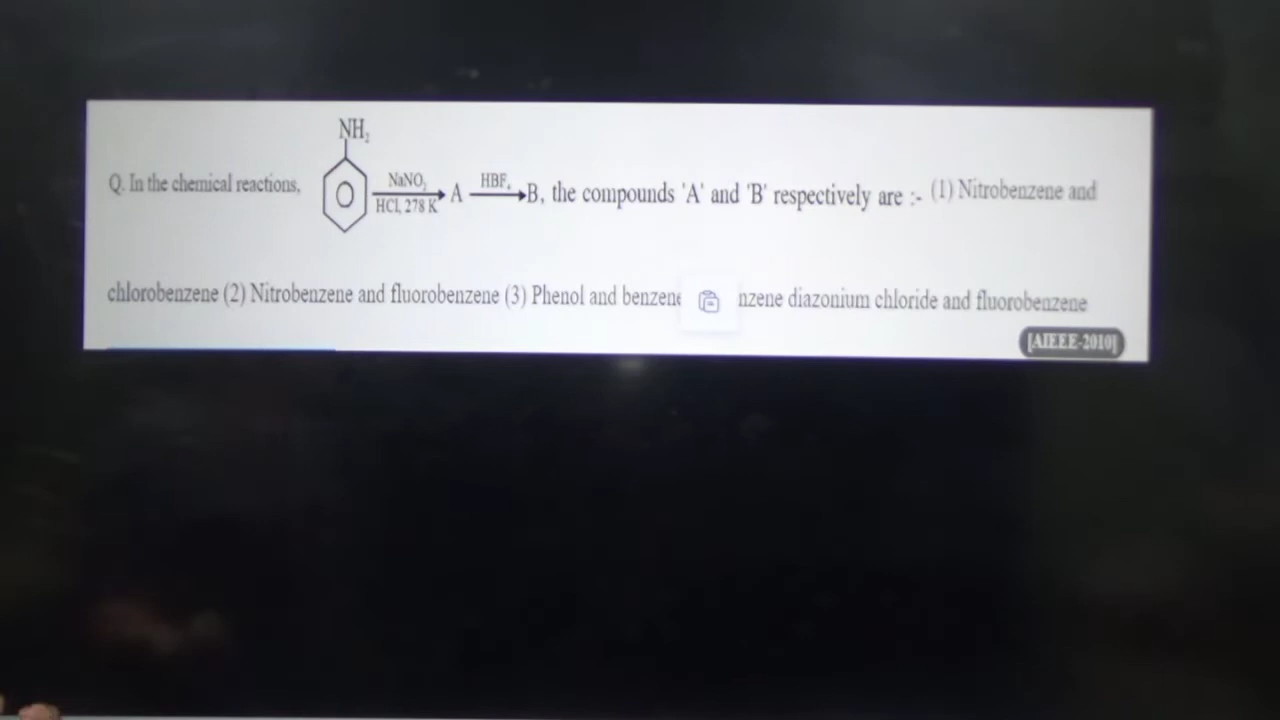 NH₂
Q. In the chemical reactions, NaNO₂ HCl, 278 K A HBF₄ B, the compounds 'A' and 'B' respectively are :- (1) Nitrobenzene and
chlorobenzene (2) Nitrobenzene and fluorobenzene (3) Phenol and benzene nzene diazonium chloride and fluorobenzene
[AIEEE-2010]